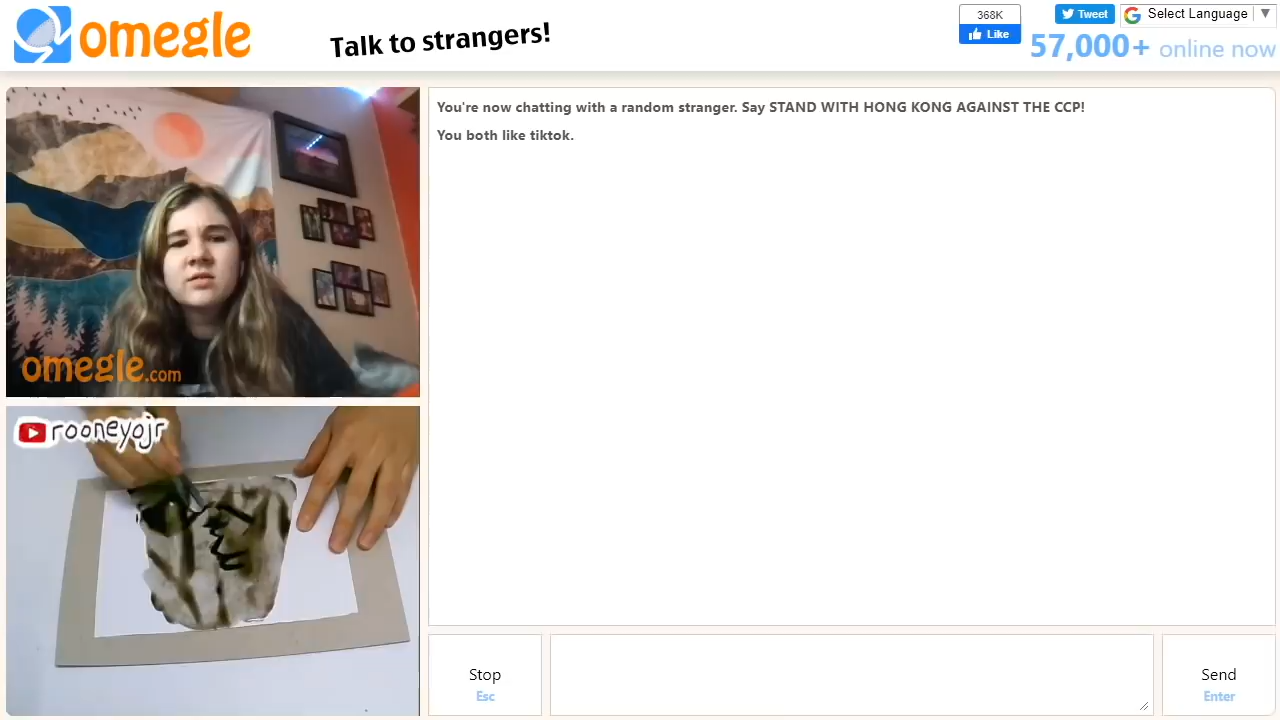 omegle
Talk to strangers!
368K
Like
Tweet
Select Language
57,000+ online now
You're now chatting with a random stranger. Say STAND WITH HONG KONG AGAINST THE CCP!
You both like tiktok.
omegle.com
rooneyojr
Stop
Esc
Send
Enter